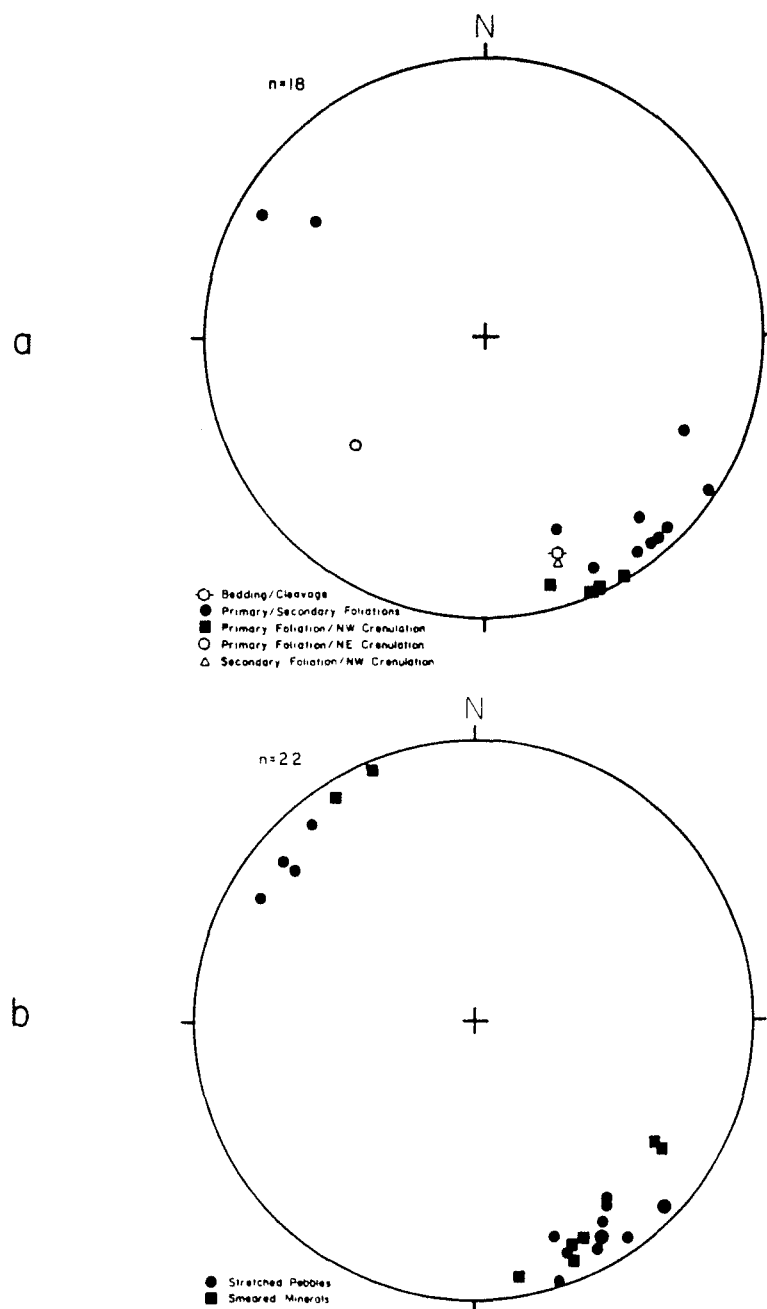 N
n=18
a
Bedding/Cleavage
Primary/Secondary Foliations
Primary Foliation/NW Crenulation
Primary Foliation/NE Crenulation
Secondary Foliation/NW Crenulation
N
n=22
b
Stretched Pebbles
Smeared Minerals